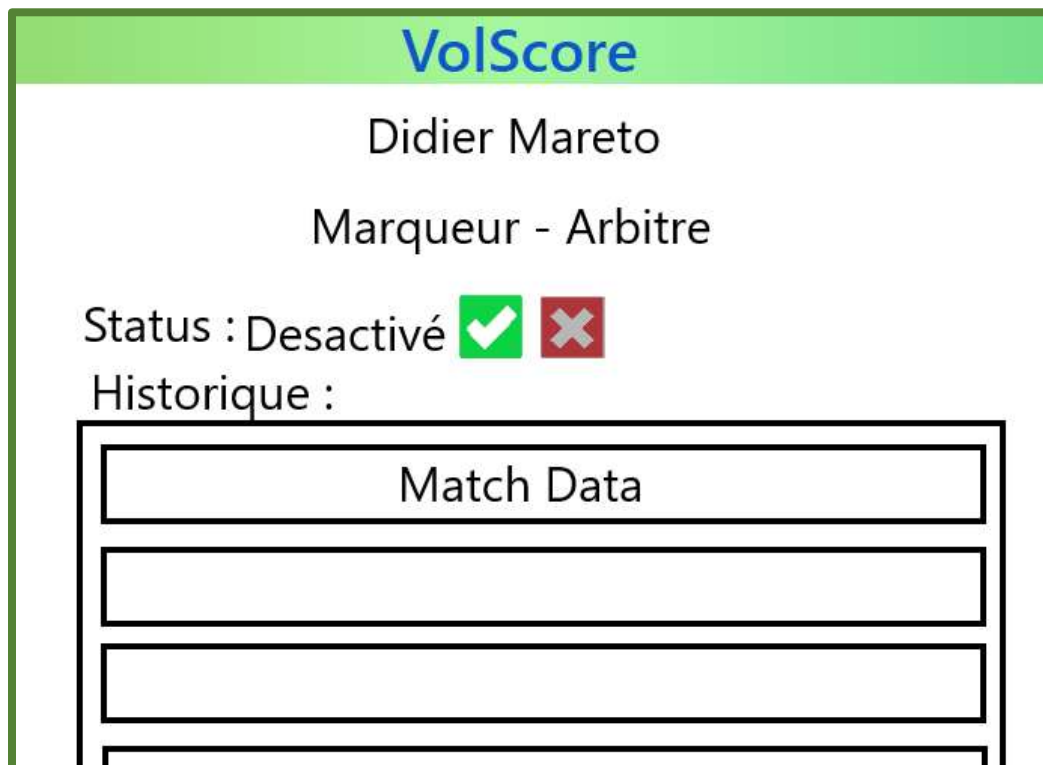 VolScore
Didier Mareto
Marqueur - Arbitre
Status : Desactivé
Historique :
Match Data